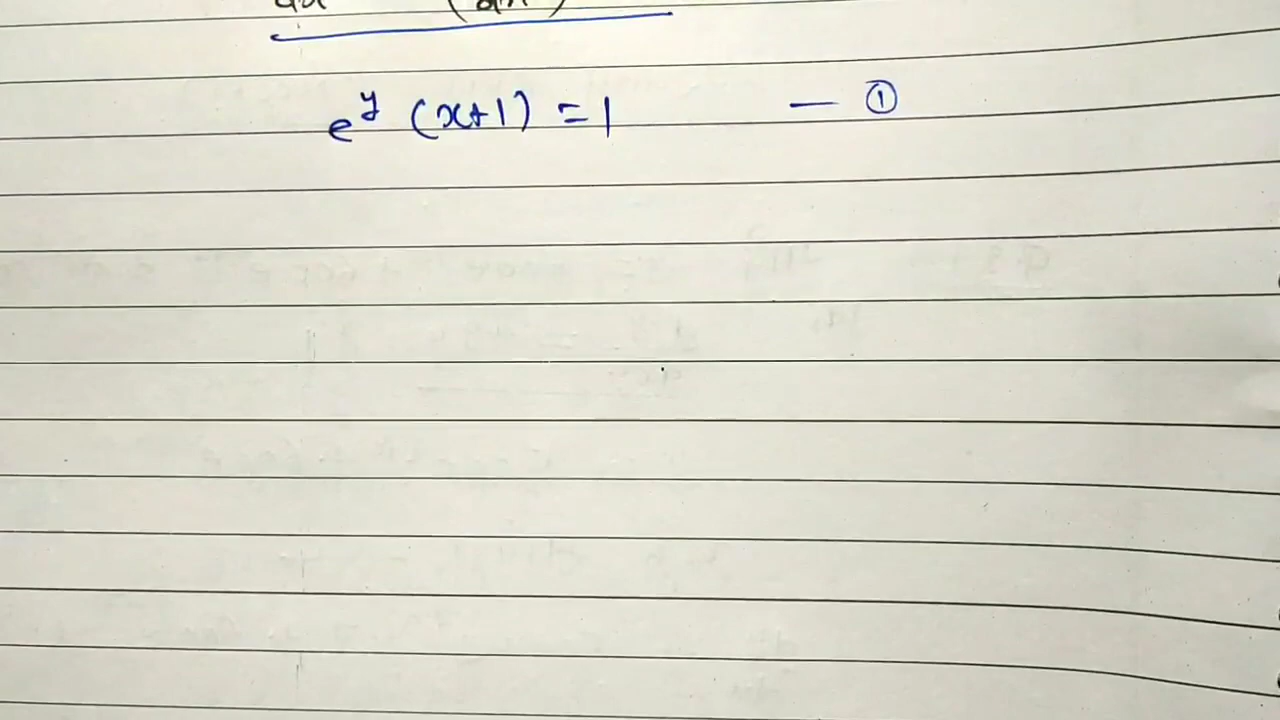 e^y (x+1) = 1 — ①